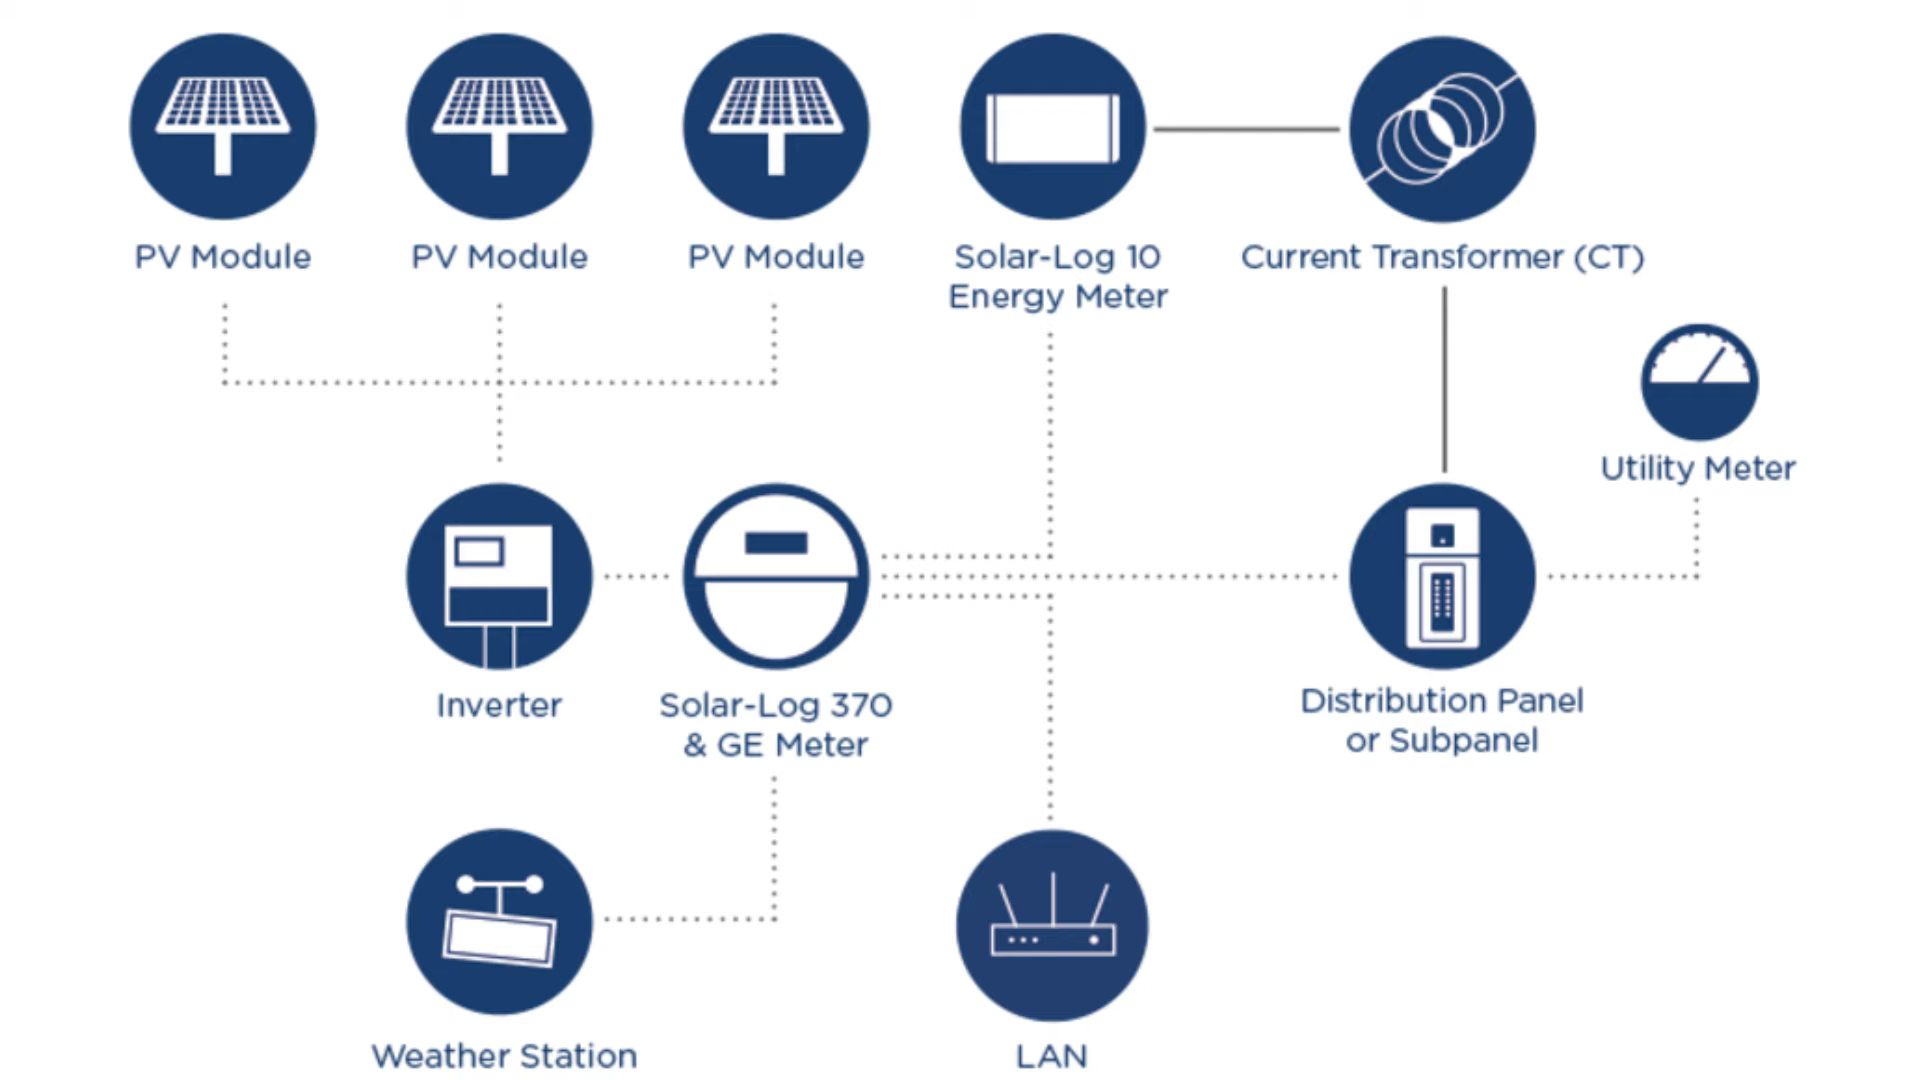 PV Module
PV Module
PV Module
Solar-Log 10
Energy Meter
Current Transformer (CT)
Utility Meter
Inverter
Solar-Log 370
& GE Meter
Distribution Panel
or Subpanel
Weather Station
LAN